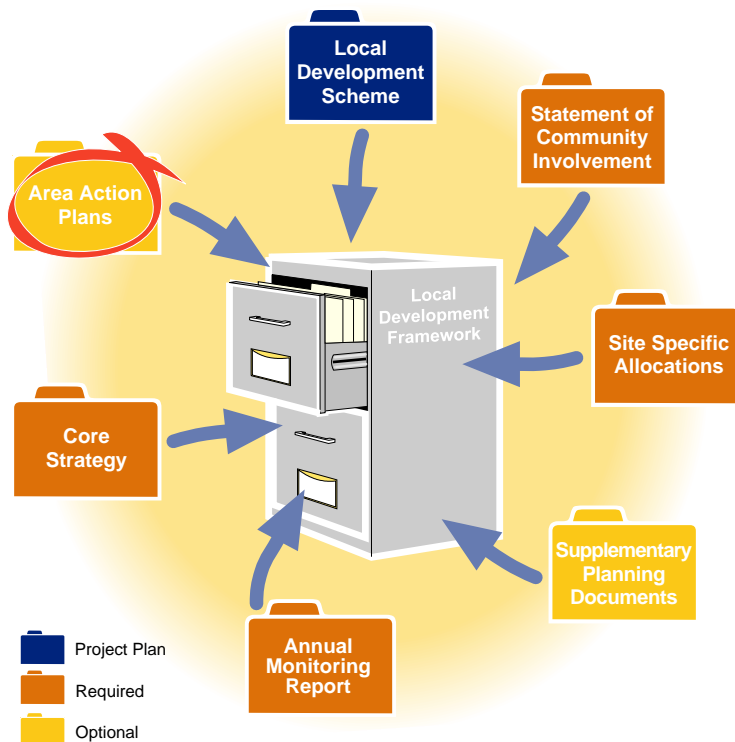 Local
Development
Scheme
Statement of
Community
Involvement
Area Action
Plans
Local
Development
Framework
Site Specific
Allocations
Core
Strategy
Supplementary
Planning
Documents
Annual
Monitoring
Report
Project Plan
Required
Optional